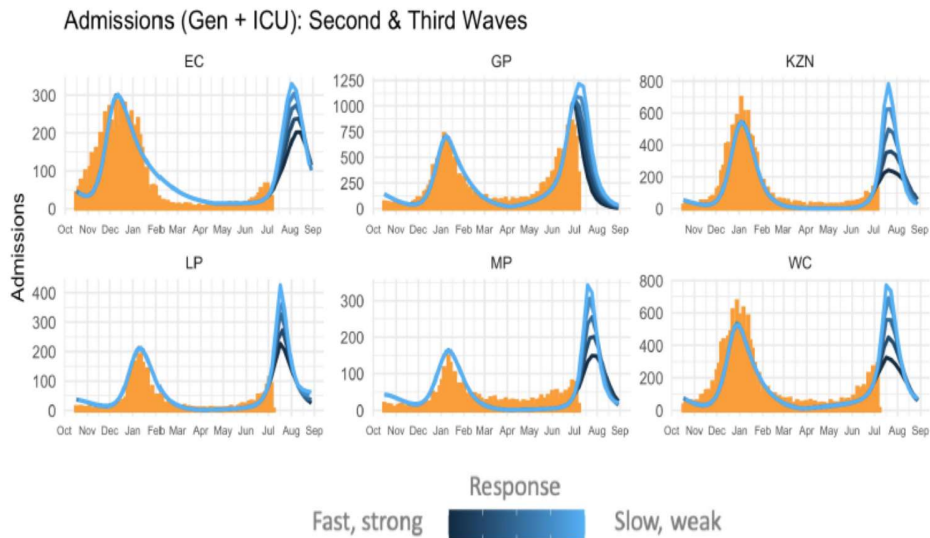 Admissions (Gen + ICU): Second & Third Waves
EC
GP
KZN
300
200
100
0
Oct Nov Dec Jan Feb Mar Apr May Jun Jul Aug Sep
1250
1000
750
500
250
0
Oct Nov Dec Jan Feb Mar Apr May Jun Jul Aug Sep
800
600
400
200
0
Nov Dec Jan Feb Mar Apr May Jun Jul Aug Sep
Admissions
LP
MP
WC
400
300
200
100
0
Oct Nov Dec Jan Feb Mar Apr May Jun Jul Aug Sep
300
200
100
0
Oct Nov Dec Jan Feb Mar Apr May Jun Jul Aug Sep
800
600
400
200
0
Oct Nov Dec Jan Feb Mar Apr May Jun Jul Aug Sep
Response
Fast, strong
Slow, weak